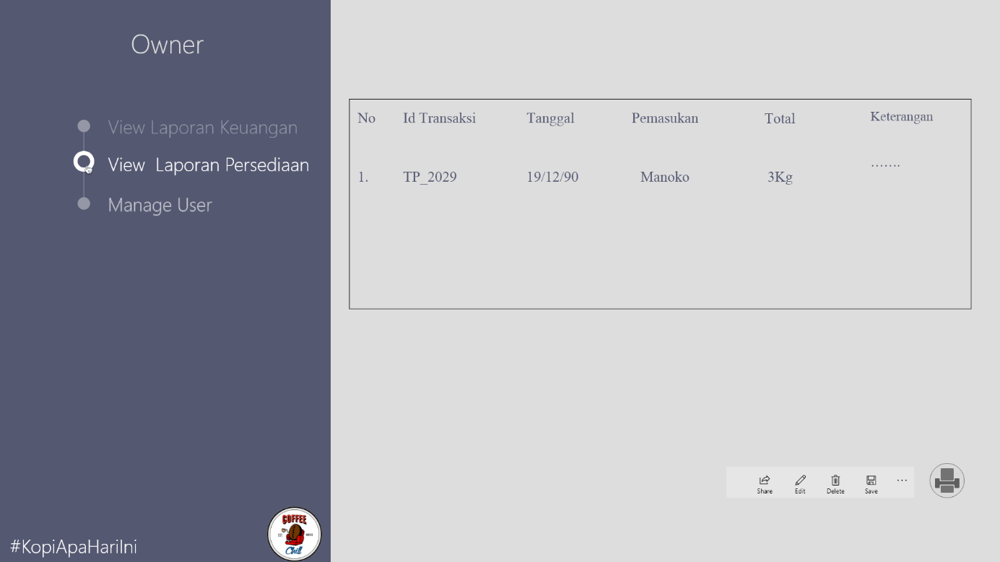 Owner
View Laporan Keuangan
View Laporan Persediaan
Manage User
No Id Transaksi Tanggal Pemasukan Total Keterangan
1. TP_2029 19/12/90 Manoko 3Kg .......
Share Edit Delete Save ...
#KopiApaHariIni
COFFEE
Chill